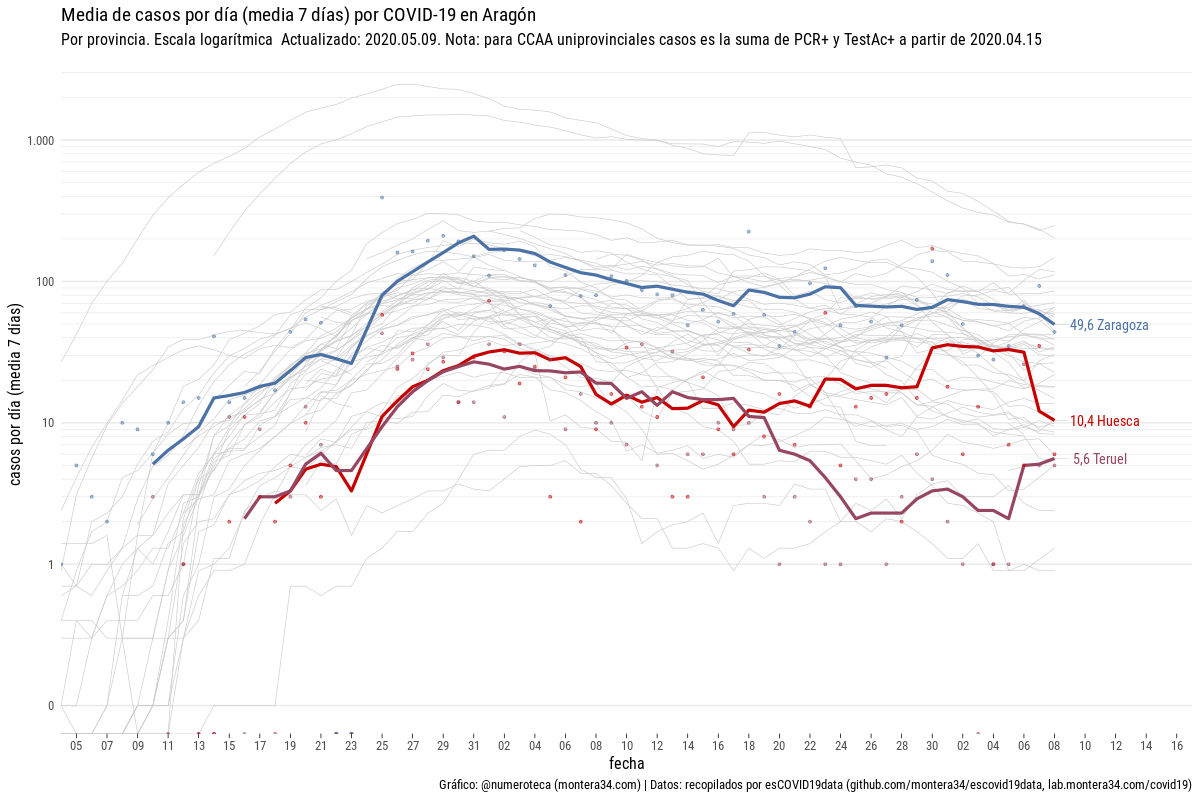 Media de casos por día (media 7 días) por COVID-19 en Aragón
Por provincia. Escala logarítmica  Actualizado: 2020.05.09. Nota: para CCAA uniprovinciales casos es la suma de PCR+ y TestAc+ a partir de 2020.04.15
casos por día (media 7 días)
1.000
100
10
1
0
49,6 Zaragoza
10,4 Huesca
5,6 Teruel
05 07 09 11 13 15 17 19 21 23 25 27 29 31 02 04 06 08 10 12 14 16 18 20 22 24 26 28 30 02 04 06 08 10 12 14 16
fecha
Gráfico: @numeroteca (montera34.com) | Datos: recopilados por esCOVID19data (github.com/montera34/escovid19data, lab.montera34.com/covid19)